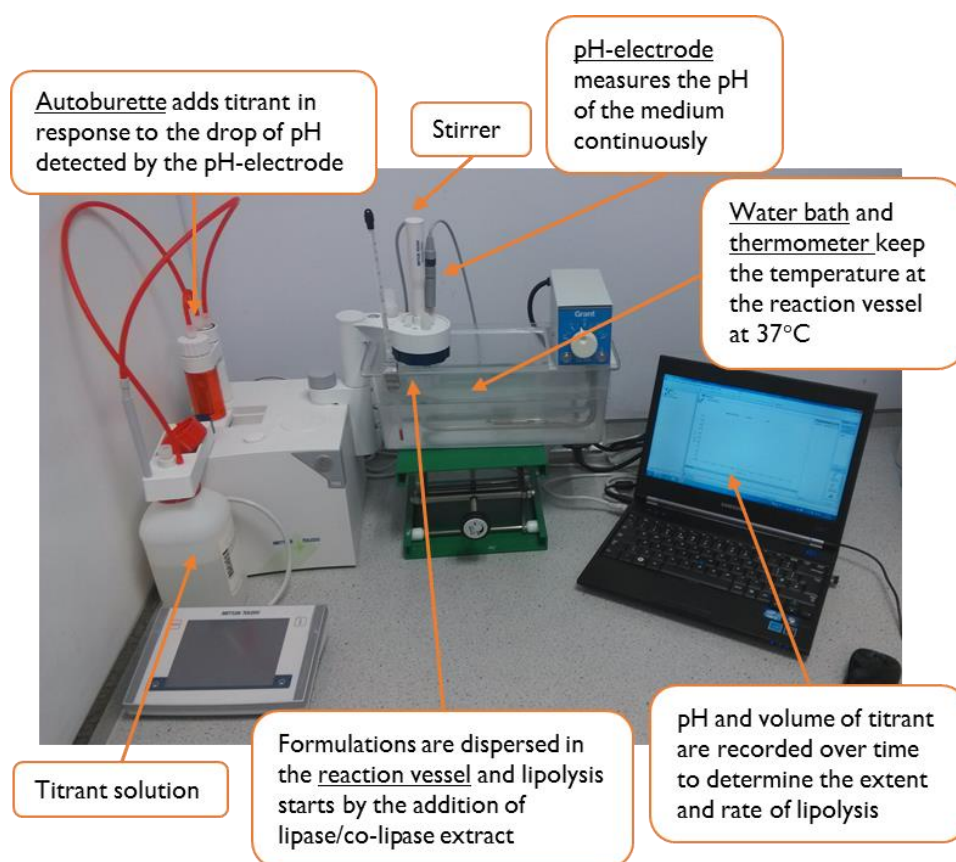 pH-electrode
measures the pH
of the medium
continuously
Autoburette adds titrant in
response to the drop of pH
detected by the pH-electrode
Stirrer
Water bath and
thermometer keep
the temperature at
the reaction vessel
at 37°C
Grant
METTLER TOLEDO
SAMSUNG
Titrant solution
Formulations are dispersed in
the reaction vessel and lipolysis
starts by the addition of
lipase/co-lipase extract
pH and volume of titrant
are recorded over time
to determine the extent
and rate of lipolysis